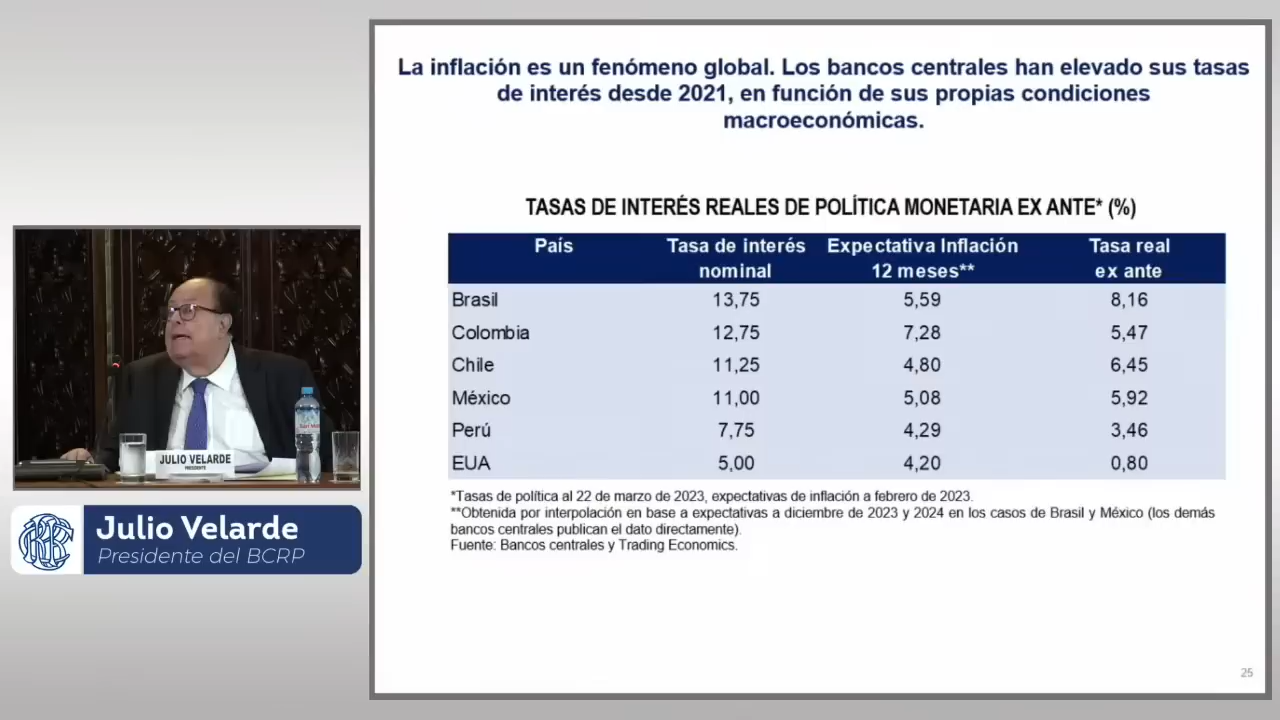 La inflación es un fenómeno global. Los bancos centrales han elevado sus tasas
de interés desde 2021, en función de sus propias condiciones
macroeconómicas.
TASAS DE INTERÉS REALES DE POLÍTICA MONETARIA EX ANTE* (%)
País Tasa de interés nominal Expectativa Inflación 12 meses** Tasa real ex ante
Brasil 13,75 5,59 8,16
Colombia 12,75 7,28 5,47
Chile 11,25 4,80 6,45
México 11,00 5,08 5,92
Perú 7,75 4,29 3,46
EUA 5,00 4,20 0,80
*Tasas de política al 22 de marzo de 2023, expectativas de inflación a febrero de 2023.
**Obtenida por interpolación en base a expectativas a diciembre de 2023 y 2024 en los casos de Brasil y México (los demás
bancos centrales publican el dato directamente).
Fuente: Bancos centrales y Trading Economics.
25
JULIO VELARDE
PRESIDENTE
Julio Velarde
Presidente del BCRP